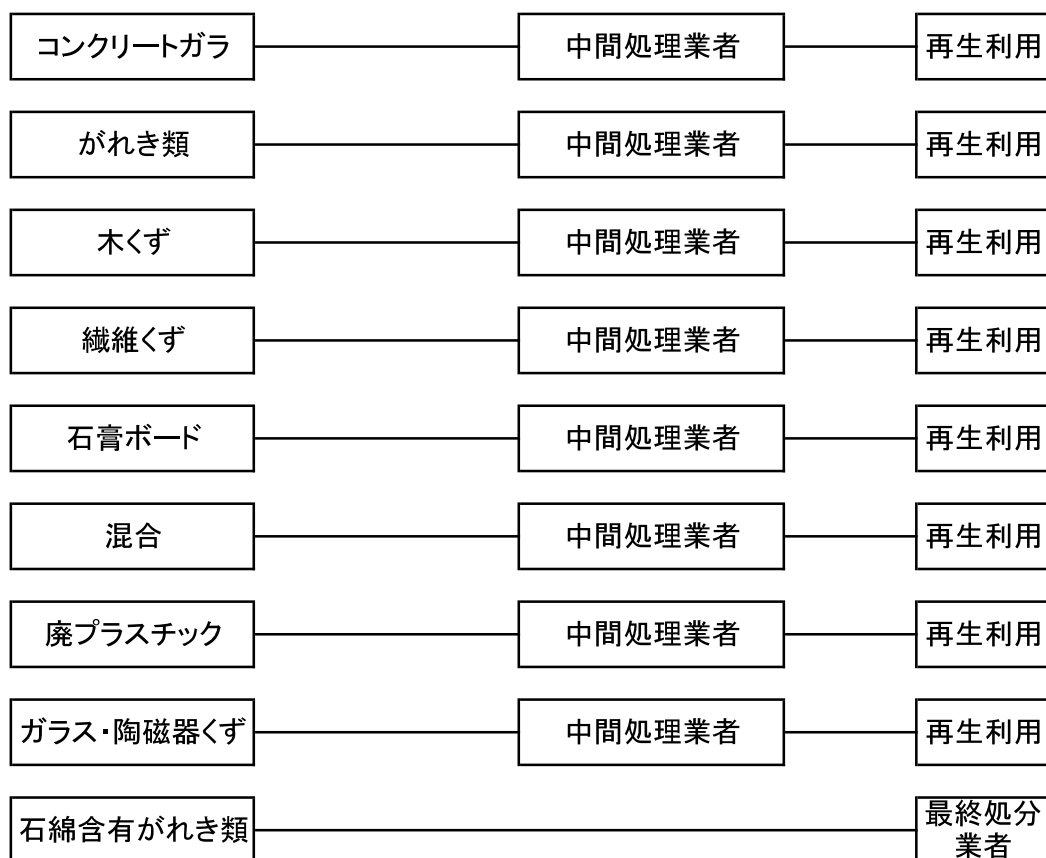 コンクリートガラ 中間処理業者 再生利用
がれき類 中間処理業者 再生利用
木くず 中間処理業者 再生利用
繊維くず 中間処理業者 再生利用
石膏ボード 中間処理業者 再生利用
混合 中間処理業者 再生利用
廃プラスチック 中間処理業者 再生利用
ガラス・陶磁器くず 中間処理業者 再生利用
石綿含有がれき類 最終処分
業者